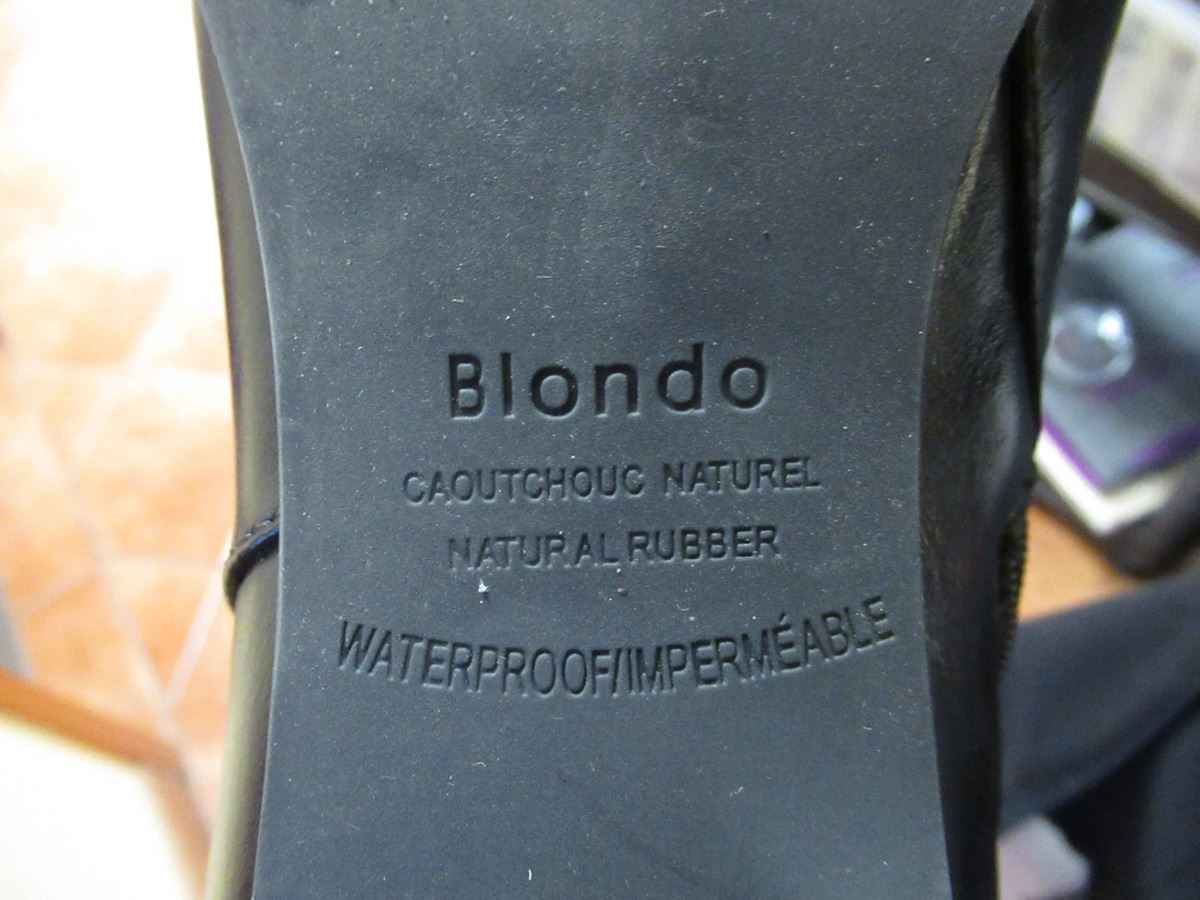 Blondo
CAOUTCHOUC NATUREL
NATURAL RUBBER
WATERPROOF/IMPERMÉABLE